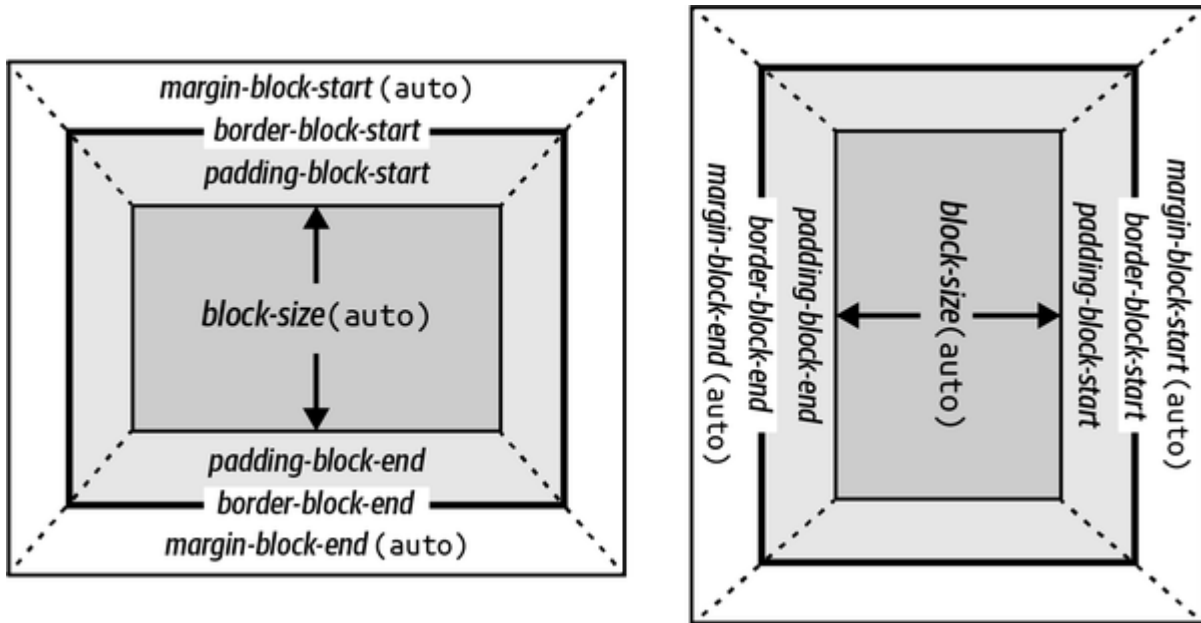 margin-block-start (auto)
border-block-start
padding-block-start
block-size (auto)
padding-block-end
border-block-end
margin-block-end (auto)
margin-block-start (auto)
border-block-start
padding-block-start
block-size (auto)
padding-block-end
border-block-end
margin-block-end (auto)